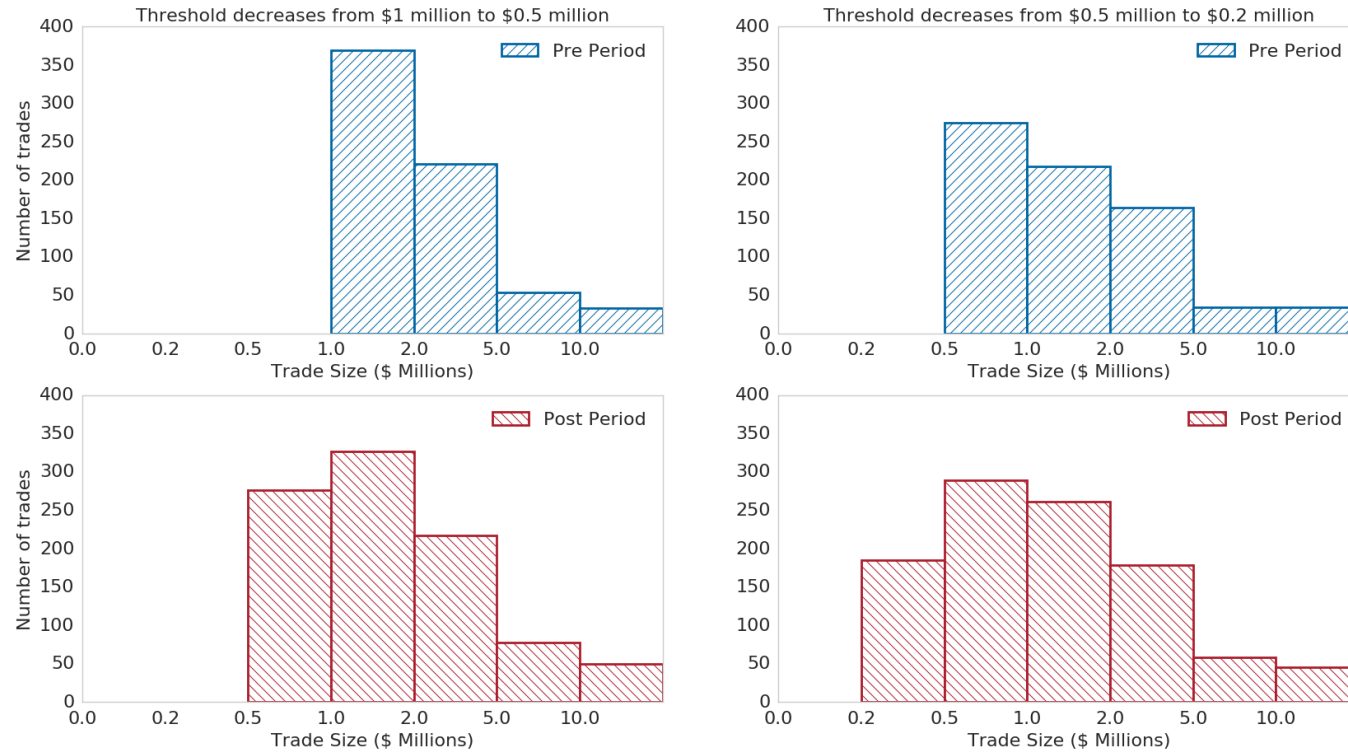 Threshold decreases from $1 million to $0.5 million
400
350
300
250
200
150
100
50
0
Number of trades
Pre Period
0.0 0.2 0.5 1.0 2.0 5.0 10.0
Trade Size ($ Millions)
Threshold decreases from $0.5 million to $0.2 million
400
350
300
250
200
150
100
50
0
Pre Period
0.0 0.2 0.5 1.0 2.0 5.0 10.0
Trade Size ($ Millions)
400
350
300
250
200
150
100
50
0
Number of trades
Post Period
0.0 0.2 0.5 1.0 2.0 5.0 10.0
Trade Size ($ Millions)
400
350
300
250
200
150
100
50
0
Post Period
0.0 0.2 0.5 1.0 2.0 5.0 10.0
Trade Size ($ Millions)